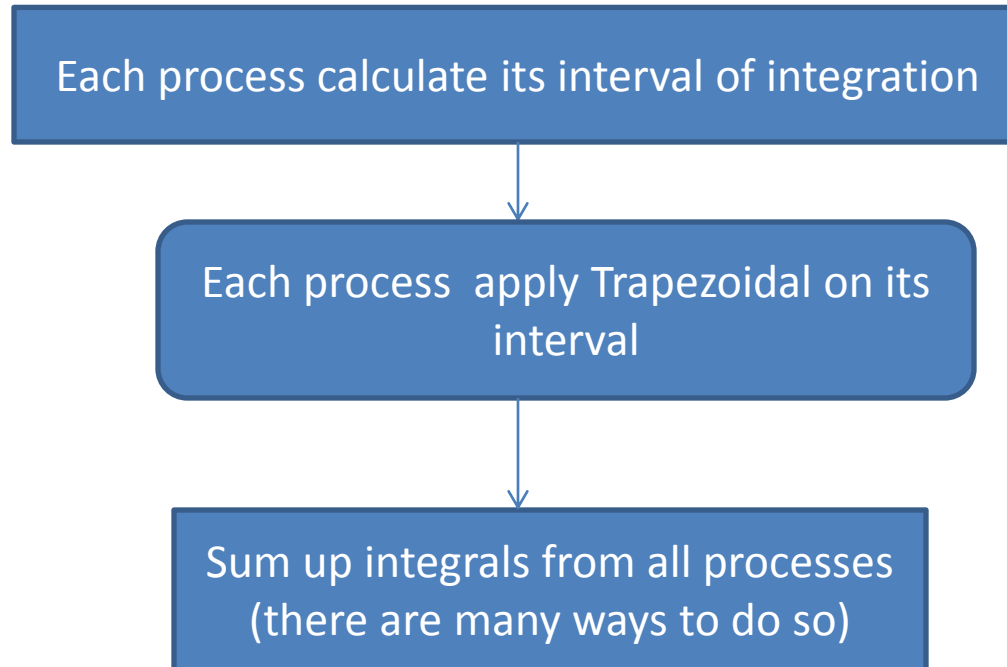 Each process calculate its interval of integration
Each process  apply Trapezoidal on its
interval
Sum up integrals from all processes
(there are many ways to do so)